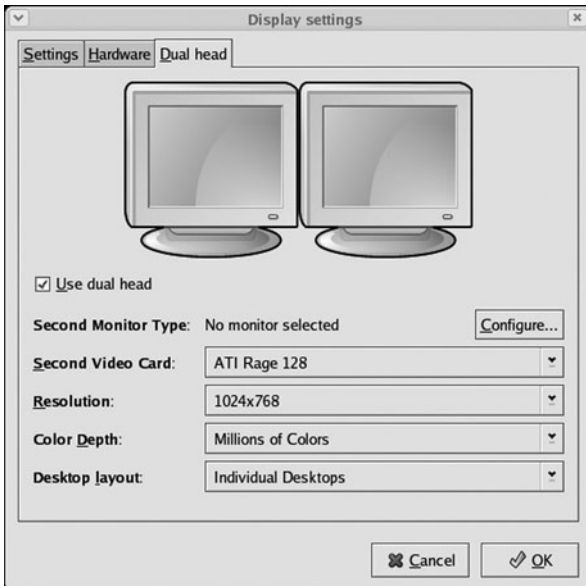 Display settings
Settings Hardware Dual head
Use dual head
Second Monitor Type: No monitor selected Configure...
Second Video Card: ATI Rage 128
Resolution: 1024x768
Color Depth: Millions of Colors
Desktop layout: Individual Desktops
Cancel OK